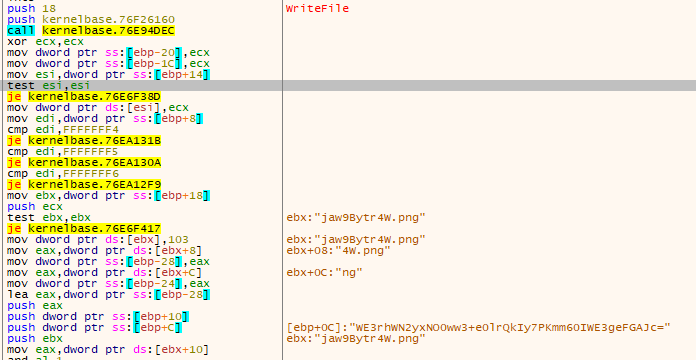 push 18 WriteFile
push kernelbase.76F26160
call kernelbase.76E94DEC
xor ecx,ecx
mov dword ptr ss:[ebp-20],ecx
mov dword ptr ss:[ebp-1C],ecx
mov esi,dword ptr ss:[ebp+14]
test esi,esi
je kernelbase.76E6F38D
mov dword ptr ds:[esi],ecx
mov edi,dword ptr ss:[ebp+8]
cmp edi,FFFFFFF4
je kernelbase.76EA131B
cmp edi,FFFFFFF5
je kernelbase.76EA130A
cmp edi,FFFFFFF6
je kernelbase.76EA12F9
mov ebx,dword ptr ss:[ebp+18]
push ecx
test ebx,ebx ebx:"jaw9Bytr4W.png"
je kernelbase.76E6F417
mov dword ptr ds:[ebx],103 ebx:"jaw9Bytr4W.png"
mov eax,dword ptr ds:[ebx+8] ebx+08:"4W.png"
mov dword ptr ss:[ebp-28],eax
mov eax,dword ptr ds:[ebx+C] ebx+0C:"ng"
mov dword ptr ss:[ebp-24],eax
lea eax,dword ptr ss:[ebp-28]
push eax
push dword ptr ss:[ebp+10]
push dword ptr ss:[ebp+C] [ebp+0C]:"WE3rhWN2yxNOOww3+eOlrQkIy7PKmm6OIWE3geFGAJc="
push ebx ebx:"jaw9Bytr4W.png"
mov eax,dword ptr ds:[ebx+10]